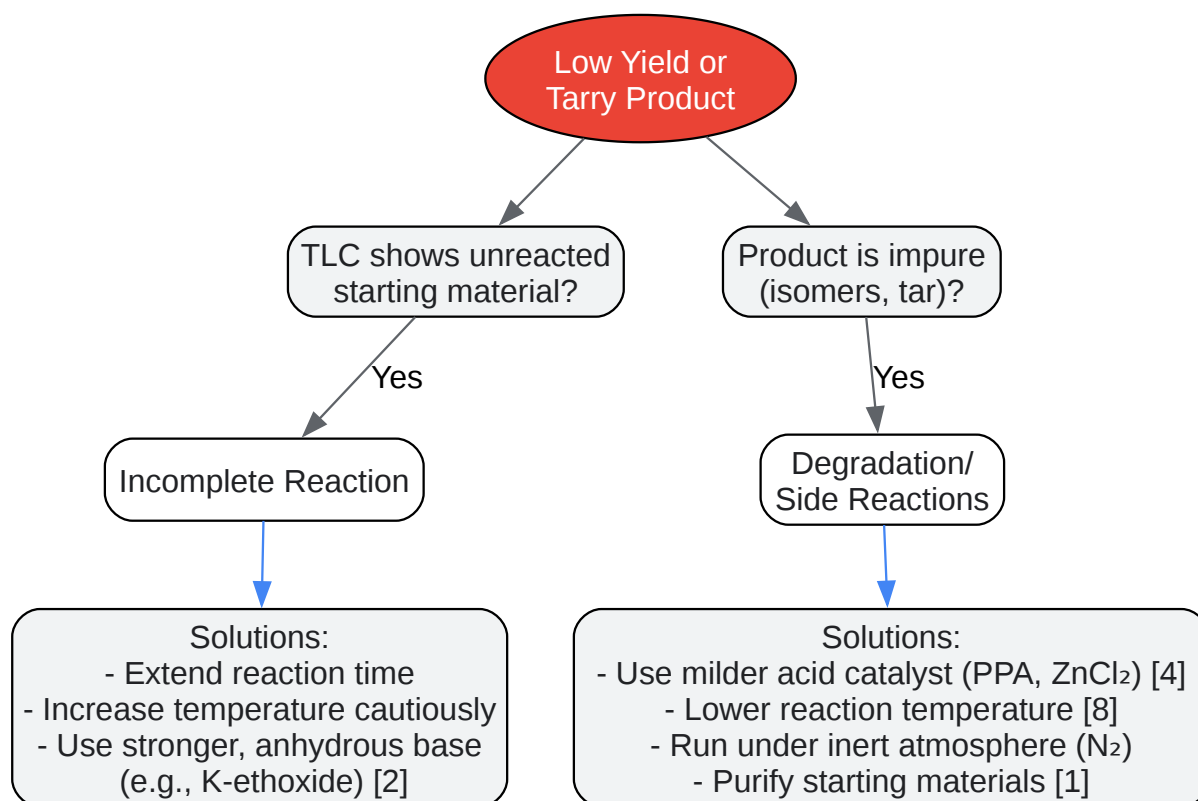 Low Yield or
Tarry Product
TLC shows unreacted
starting material?
Product is impure
(isomers, tar)?
Yes
Yes
Incomplete Reaction
Degradation/
Side Reactions
Solutions:
- Extend reaction time
- Increase temperature cautiously
- Use stronger, anhydrous base
(e.g., K-ethoxide) [2]
Solutions:
- Use milder acid catalyst (PPA, ZnCl₂) [4]
- Lower reaction temperature [8]
- Run under inert atmosphere (N₂)
- Purify starting materials [1]